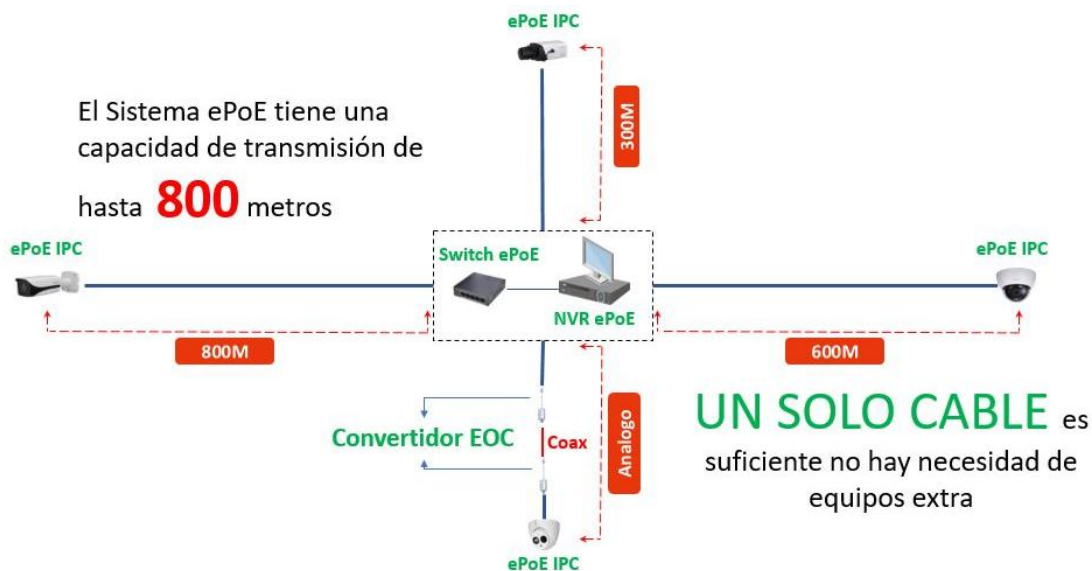 ePoE IPC
El Sistema ePoE tiene una
capacidad de transmisión de
hasta 800 metros
300M
ePoE IPC
Switch ePoE
NVR ePoE
ePoE IPC
800M
600M
Convertidor EOC
Coax
Analogo
UN SOLO CABLE es
suficiente no hay necesidad de
equipos extra
ePoE IPC